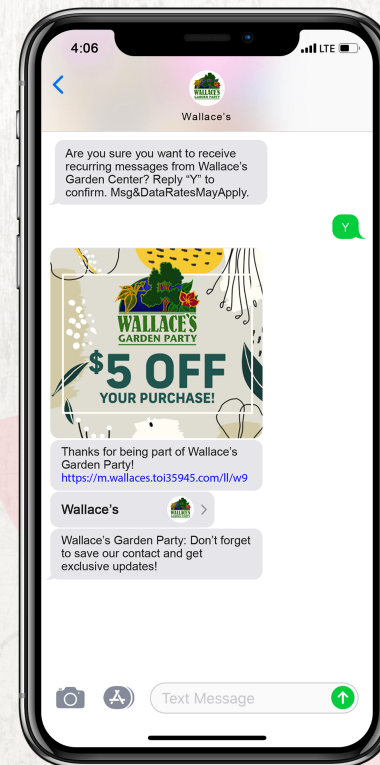 4:06
LTE
WALLACE'S
GARDEN PARTY
Wallace's
Are you sure you want to receive
recurring messages from Wallace's
Garden Center? Reply “Y” to
confirm. Msg&DataRatesMayApply.
Y
WALLACE'S
GARDEN PARTY
$5 OFF
YOUR PURCHASE!
Thanks for being part of Wallace's
Garden Party!
https://m.wallaces.toi35945.com/ll/w9
Wallace's
WALLACE'S
Wallace's Garden Party: Don't forget
to save our contact and get
exclusive updates!
Text Message